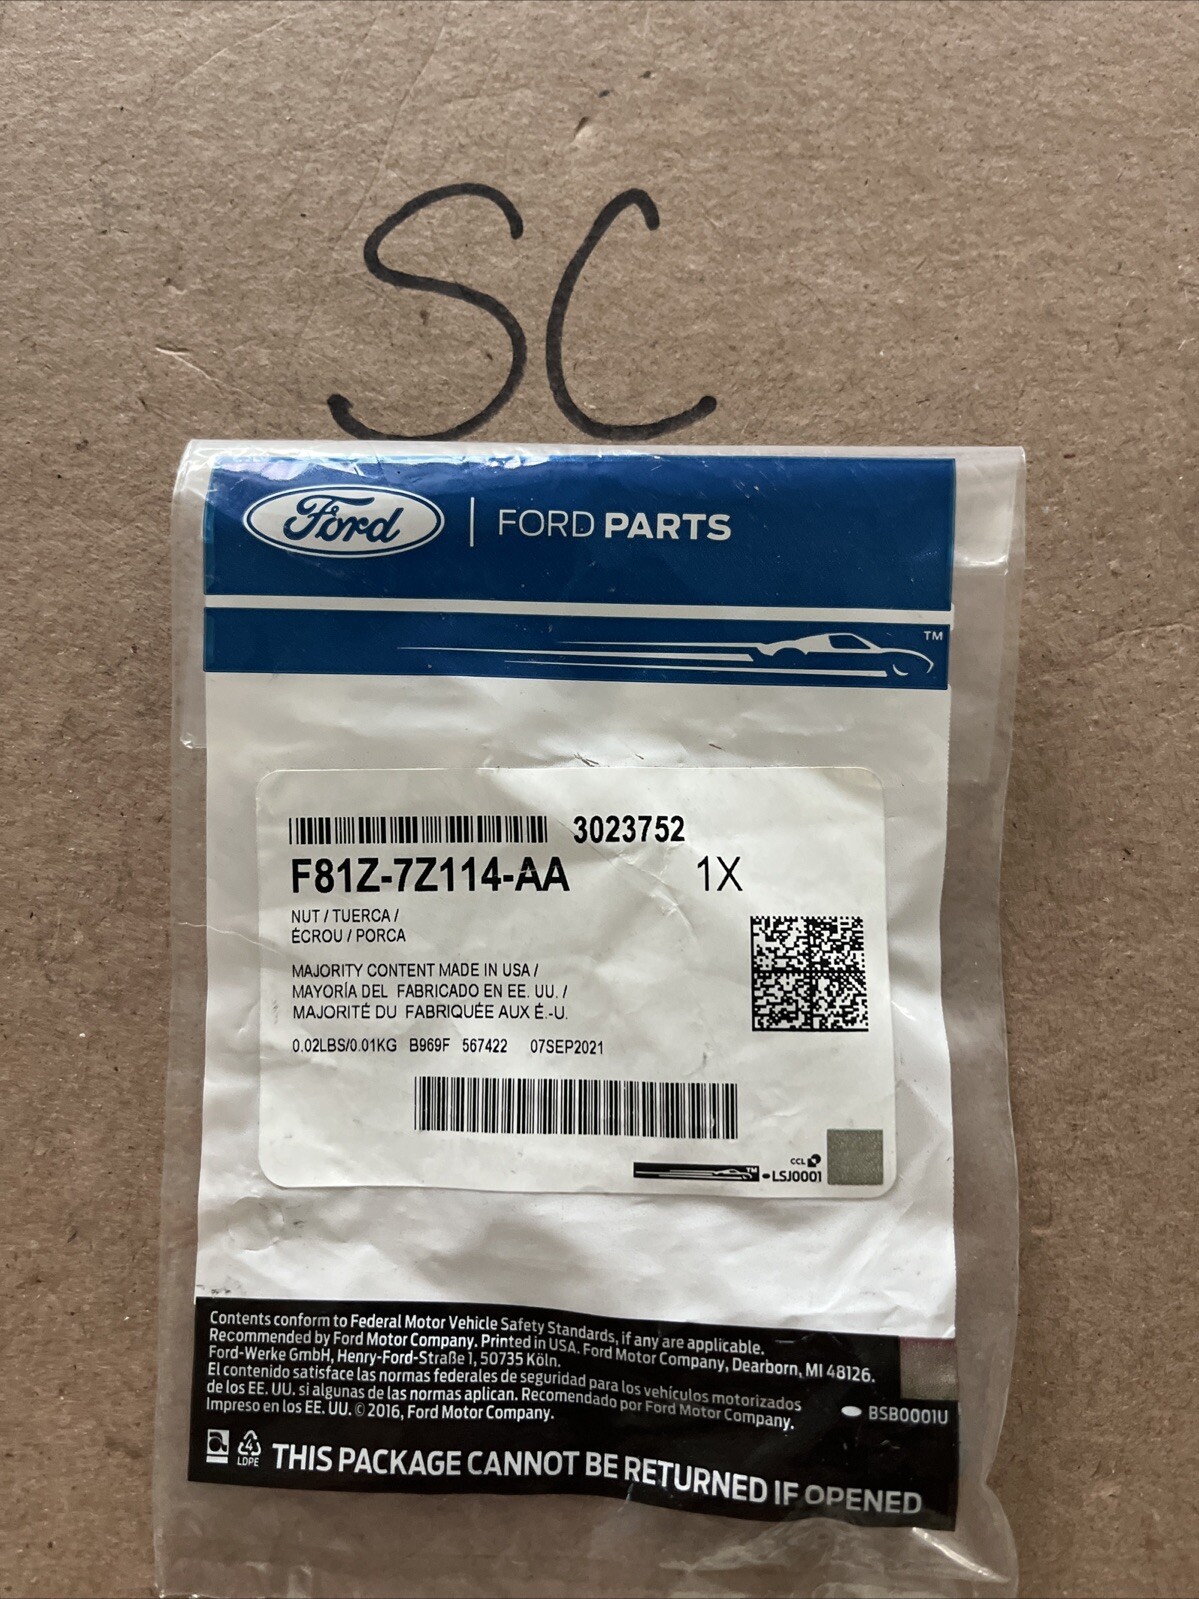 SC
Ford | FORD PARTS
TM
3023752
F81Z-7Z114-AA 1X
NUT / TUERCA /
ÉCROU / PORCA
MAJORITY CONTENT MADE IN USA /
MAYORÍA DEL FABRICADO EN EE. UU. /
MAJORITÉ DU FABRIQUÉE AUX É.-U.
0.02LBS/0.01KG B969F 567422 07SEP2021
TM
CCL
LSJ0001
Contents conform to Federal Motor Vehicle Safety Standards, if any are applicable.
Recommended by Ford Motor Company. Printed in USA. Ford Motor Company, Dearborn, MI 48126.
Ford-Werke GmbH, Henry-Ford-Straße 1, 50735 Köln.
El contenido satisface las normas federales de seguridad para los vehículos motorizados
de los EE. UU. si algunas de las normas aplican. Recomendado por Ford Motor Company.
Impreso en los EE. UU. © 2016, Ford Motor Company.
BSB0001U
4
LDPE
THIS PACKAGE CANNOT BE RETURNED IF OPENED